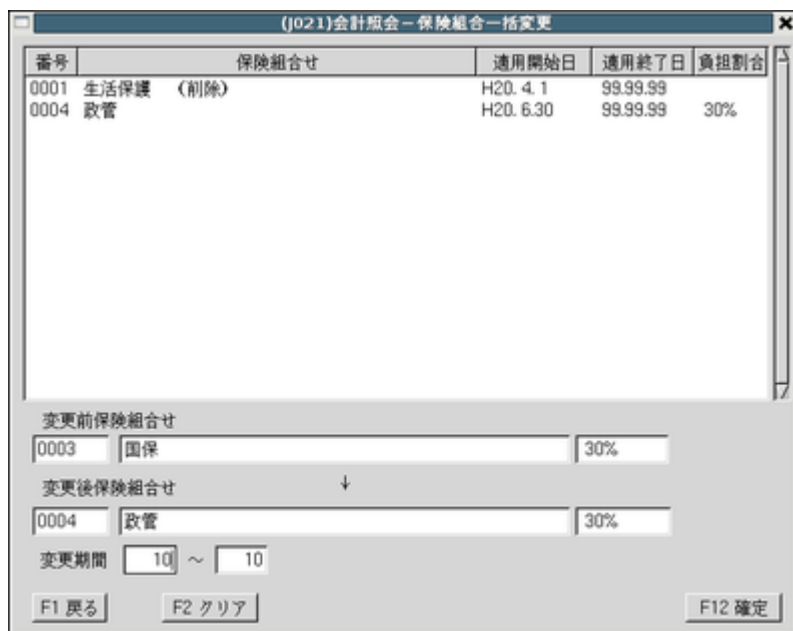 (J021)会計照会－保険組合一括変更
番号 保険組合せ 適用開始日 適用終了日 負担割合
0001 生活保護 （削除） H20. 4. 1 99.99.99
0004 政管 H20. 6.30 99.99.99 30%
変更前保険組合せ
0003 国保 30%
変更後保険組合せ ↓
0004 政管 30%
変更期間 10 ～ 10
F1 戻る F2 クリア F12 確定